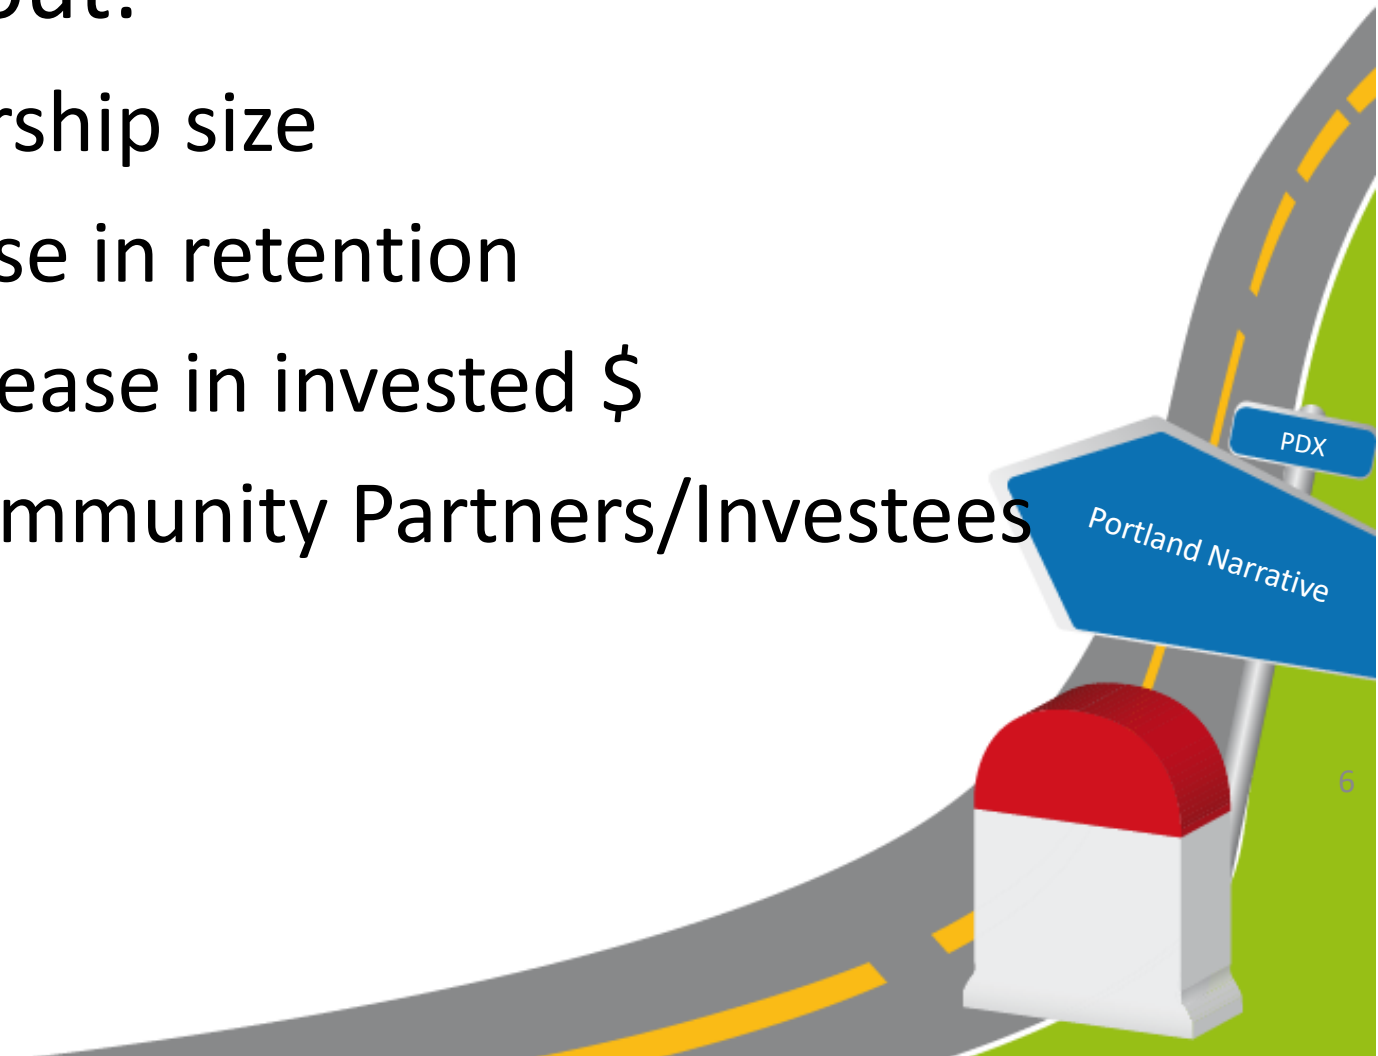 rship size
se in retention
ease in invested $
mmunity Partners/Investees
PDX
Portland Narrative
6